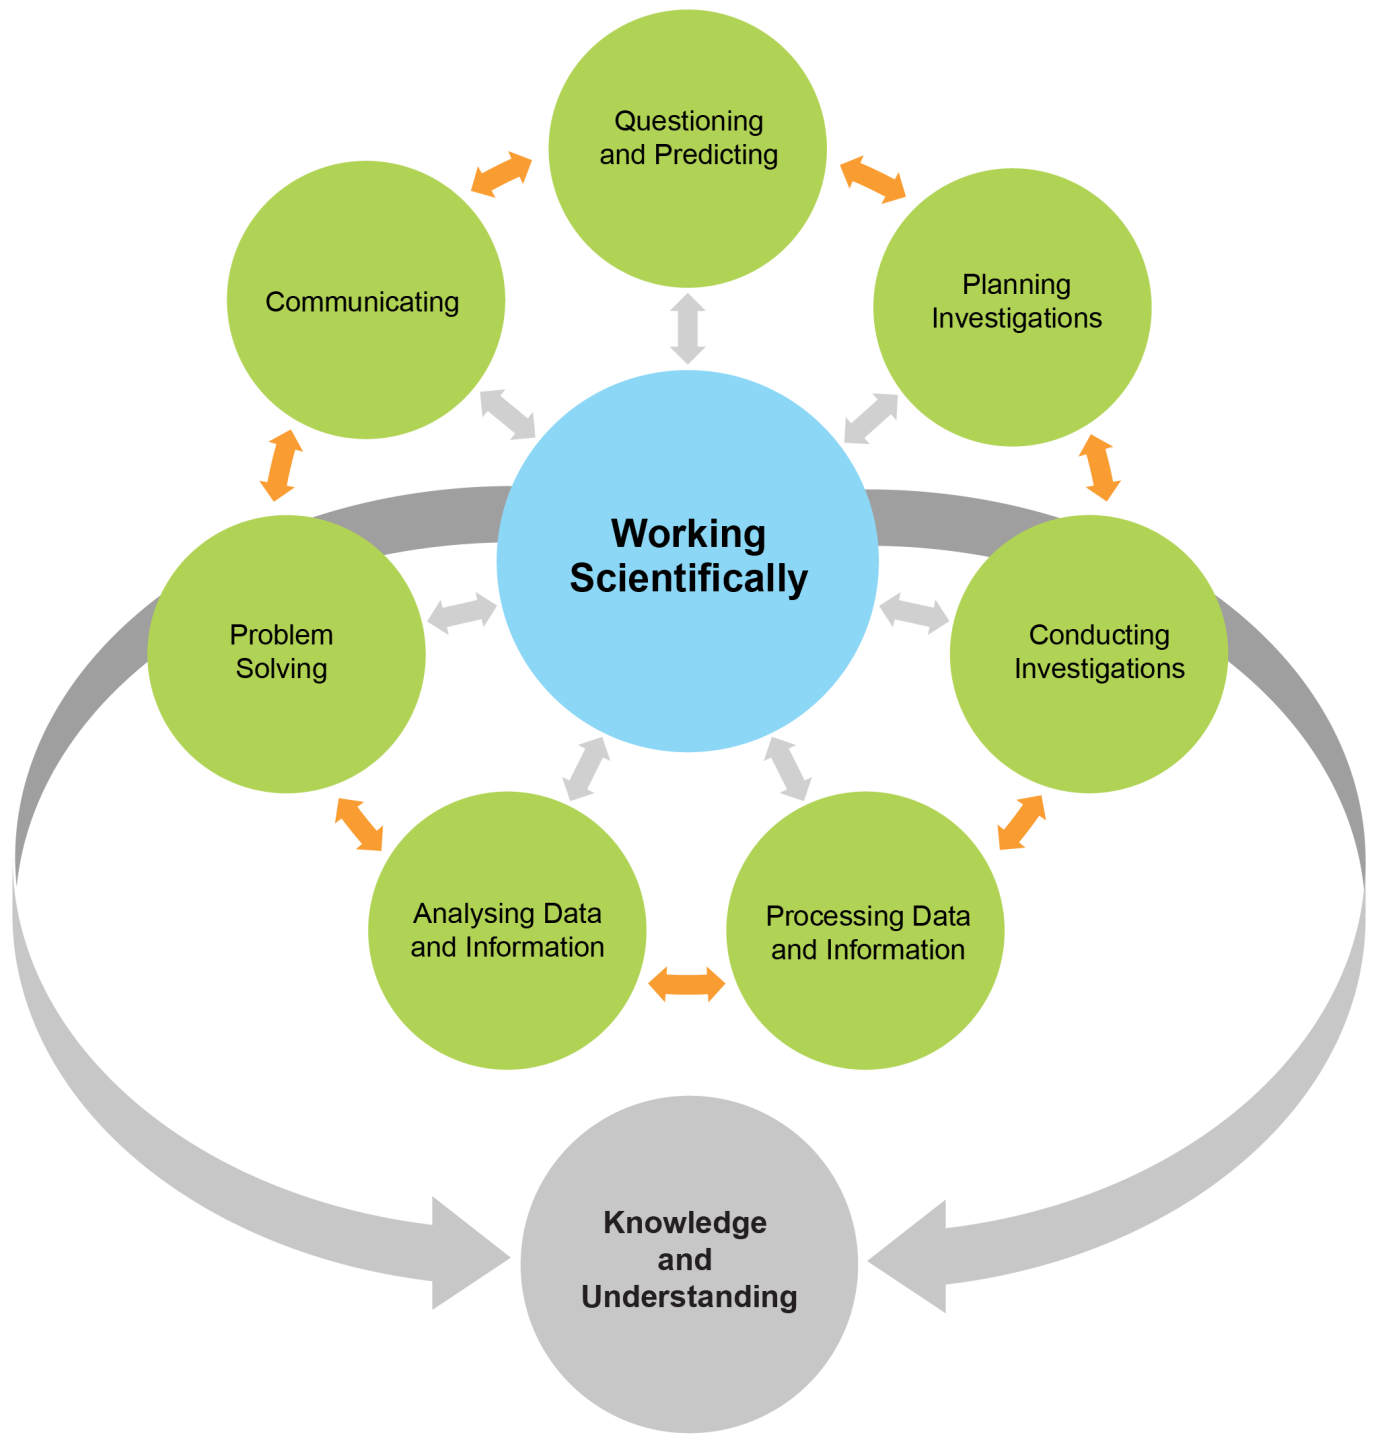 Questioning
and Predicting
Communicating
Planning
Investigations
Working
Scientifically
Problem
Solving
Conducting
Investigations
Analysing Data
and Information
Processing Data
and Information
Knowledge
and
Understanding